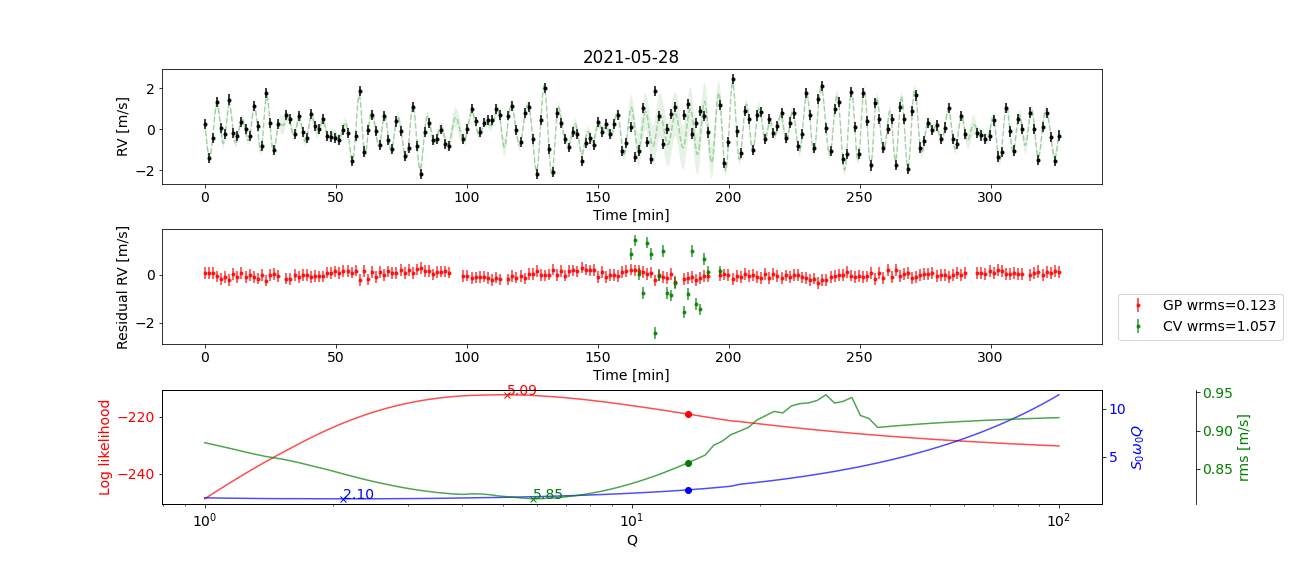 2021-05-28
RV [m/s]
2
0
−2
0 50 100 150 200 250 300
Time [min]
Residual RV [m/s]
0
−2
0 50 100 150 200 250 300
Time [min]
GP wrms=0.123
CV wrms=1.057
Log likelihood
−220
−240
5.09
2.10
5.85
10
5
S₀ω₀Q
0.95
0.90
0.85
rms [m/s]
10⁰ 10¹ 10²
Q